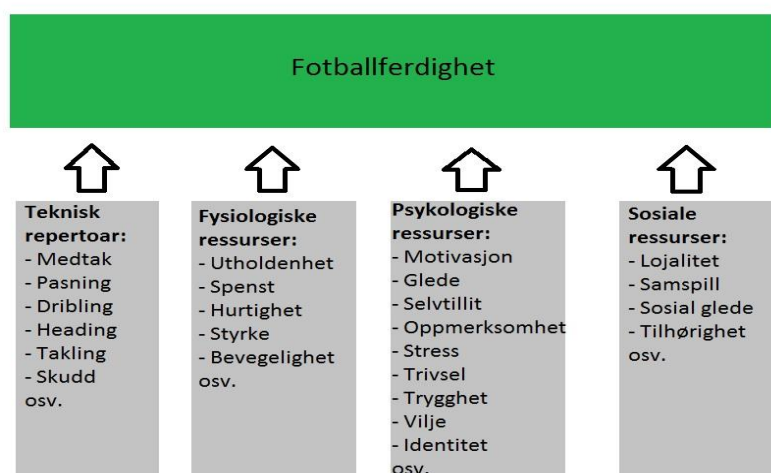 Fotballferdighet
Teknisk
repertoar:
- Medtak
- Pasning
- Dribling
- Heading
- Takling
- Skudd
osv.
Fysiologiske
ressurser:
- Utholdenhet
- Spenst
- Hurtighet
- Styrke
- Bevegelighet
osv.
Psykologiske
ressurser:
- Motivasjon
- Glede
- Selvtillit
- Oppmerksomhet
- Stress
- Trivsel
- Trygghet
- Vilje
- Identitet
osv.
Sosiale
ressurser:
- Lojalitet
- Samspill
- Sosial glede
- Tilhørighet
osv.